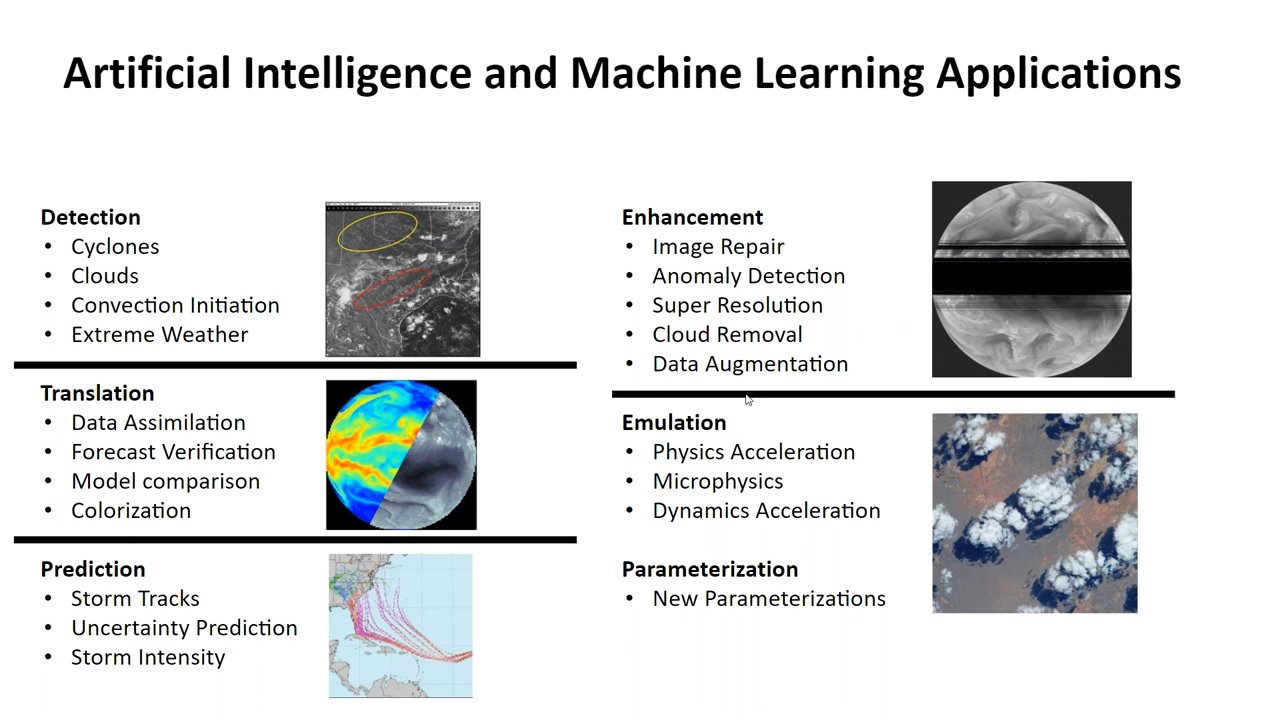 Artificial Intelligence and Machine Learning Applications
Detection
• Cyclones
• Clouds
• Convection Initiation
• Extreme Weather
Translation
• Data Assimilation
• Forecast Verification
• Model comparison
• Colorization
Prediction
• Storm Tracks
• Uncertainty Prediction
• Storm Intensity
Enhancement
• Image Repair
• Anomaly Detection
• Super Resolution
• Cloud Removal
• Data Augmentation
Emulation
• Physics Acceleration
• Microphysics
• Dynamics Acceleration
Parameterization
• New Parameterizations